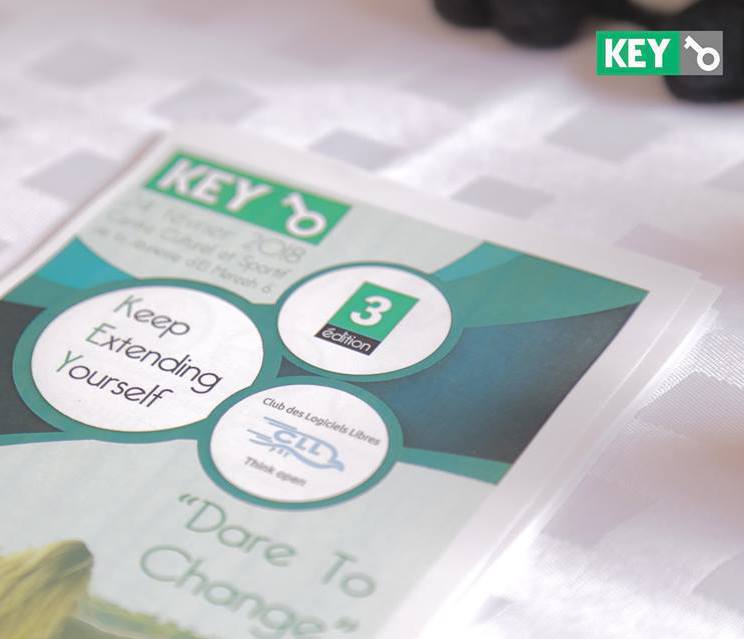 KEY
KEY
24 Février 2018
Centre Culturel et Sportif
de la Jeunesse d'El Menzah 6
3
édition
Keep
Extending
Yourself
Club des Logiciels Libres
CLL
Think open
"Dare To
Change"